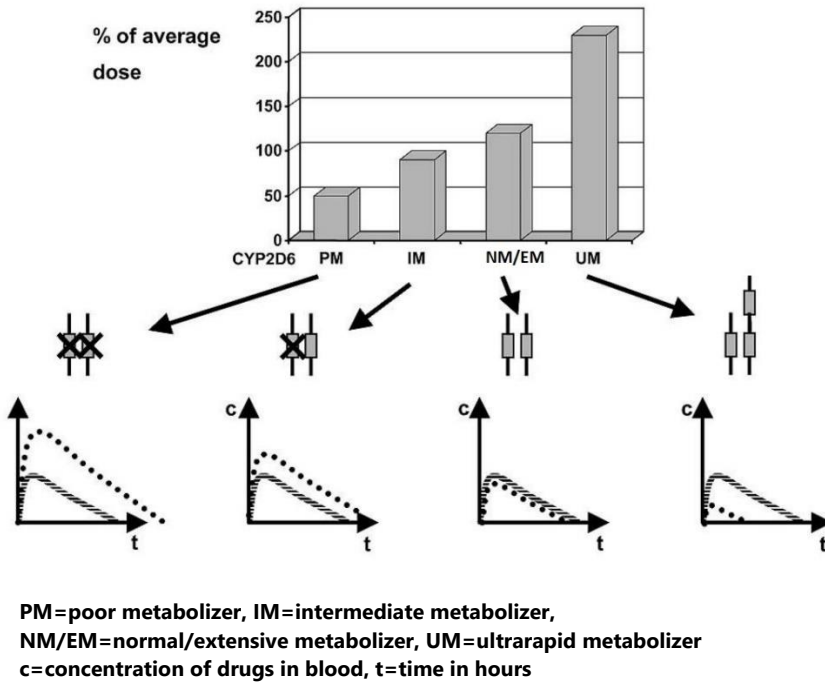 250
% of average
dose
200
150
100
50
0
CYP2D6 PM IM NM/EM UM
c c c
t t t t
PM=poor metabolizer, IM=intermediate metabolizer,
NM/EM=normal/extensive metabolizer, UM=ultrarapid metabolizer
c=concentration of drugs in blood, t=time in hours